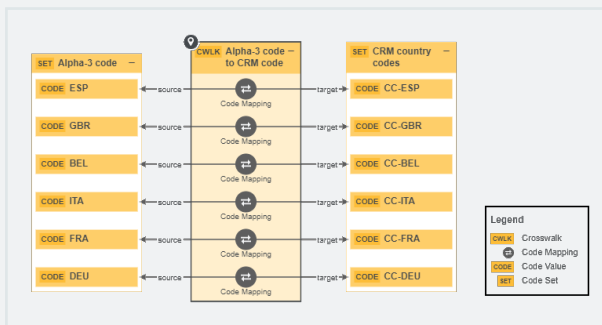 SET Alpha-3 code −
CWLK Alpha-3 code −
to CRM code
SET CRM country −
codes
CODE ESP
source
Code Mapping
target
CODE CC-ESP
CODE GBR
source
Code Mapping
target
CODE CC-GBR
CODE BEL
source
Code Mapping
target
CODE CC-BEL
CODE ITA
source
Code Mapping
target
CODE CC-ITA
CODE FRA
source
Code Mapping
target
CODE CC-FRA
CODE DEU
source
Code Mapping
target
CODE CC-DEU
Legend
CWLK Crosswalk
Code Mapping
CODE Code Value
SET Code Set